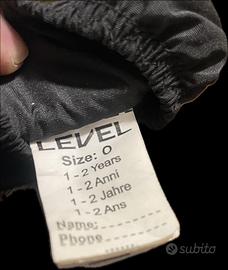 LEVEL
Size: 0
1 - 2 Years
1 - 2 Anni
1 - 2 Jahre
1 - 2 Ans
Name:
Phone
subito